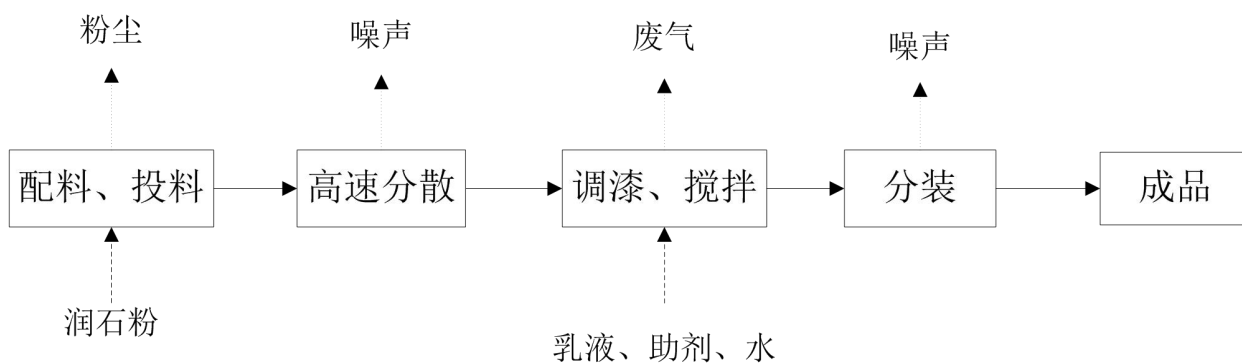 粉尘
噪声
废气
噪声
配料、投料
高速分散
调漆、搅拌
分装
成品
润石粉
乳液、助剂、水